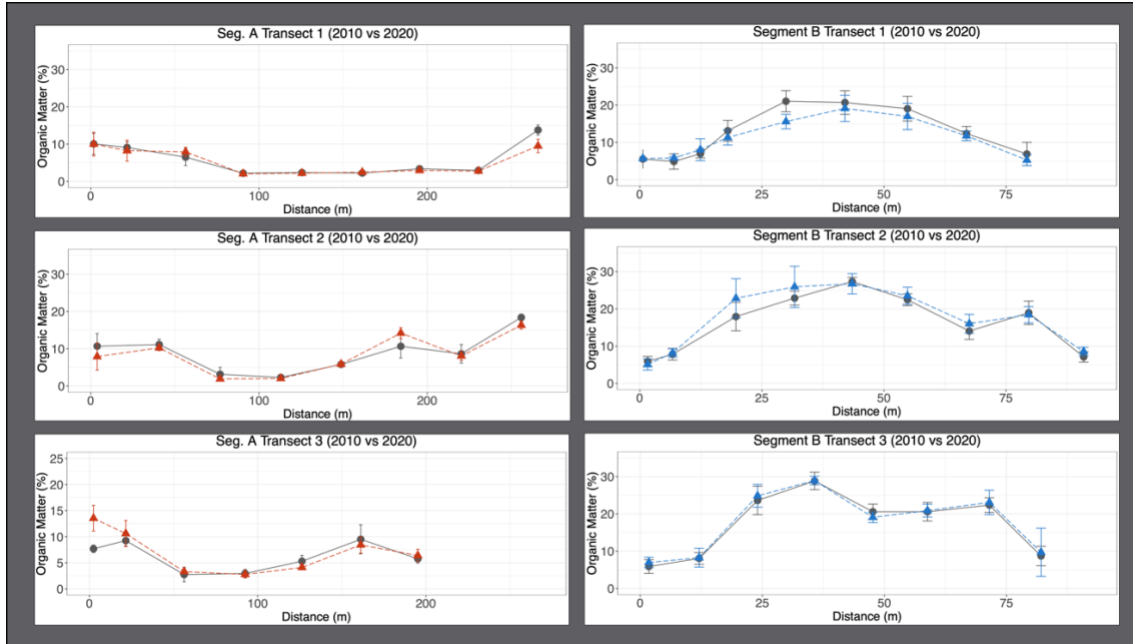 Seg. A Transect 1 (2010 vs 2020)
Organic Matter (%)
30
20
10
0
0 100 200
Distance (m)
Segment B Transect 1 (2010 vs 2020)
Organic Matter (%)
30
20
10
0
0 25 50 75
Distance (m)
Seg. A Transect 2 (2010 vs 2020)
Organic Matter (%)
30
20
10
0
0 100 200
Distance (m)
Segment B Transect 2 (2010 vs 2020)
Organic Matter (%)
30
20
10
0
0 25 50 75
Distance (m)
Seg. A Transect 3 (2010 vs 2020)
Organic Matter (%)
25
20
15
10
5
0
0 100 200
Distance (m)
Segment B Transect 3 (2010 vs 2020)
Organic Matter (%)
30
20
10
0
0 25 50 75
Distance (m)